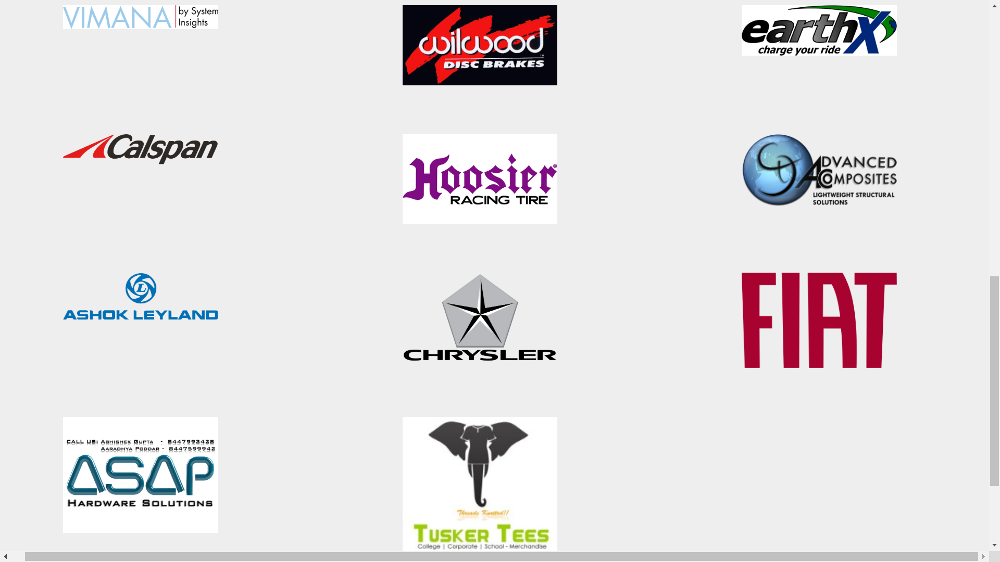 VIMANA
by System
Insights
wilwood
™
DISC BRAKES
earthX
charge your ride
Calspan
Hoosier®
RACING TIRE
ADVANCED
COMPOSITES
LIGHTWEIGHT STRUCTURAL
SOLUTIONS
L
ASHOK LEYLAND
CHRYSLER
FIAT
CALL US: ABHISHEK GUPTA - 8447993428
AARADHYA PODDAR - 8447599942
ASAP
HARDWARE SOLUTIONS
Threads Knotted!!
TUSKER TEES
College | Corporate | School - Merchandise